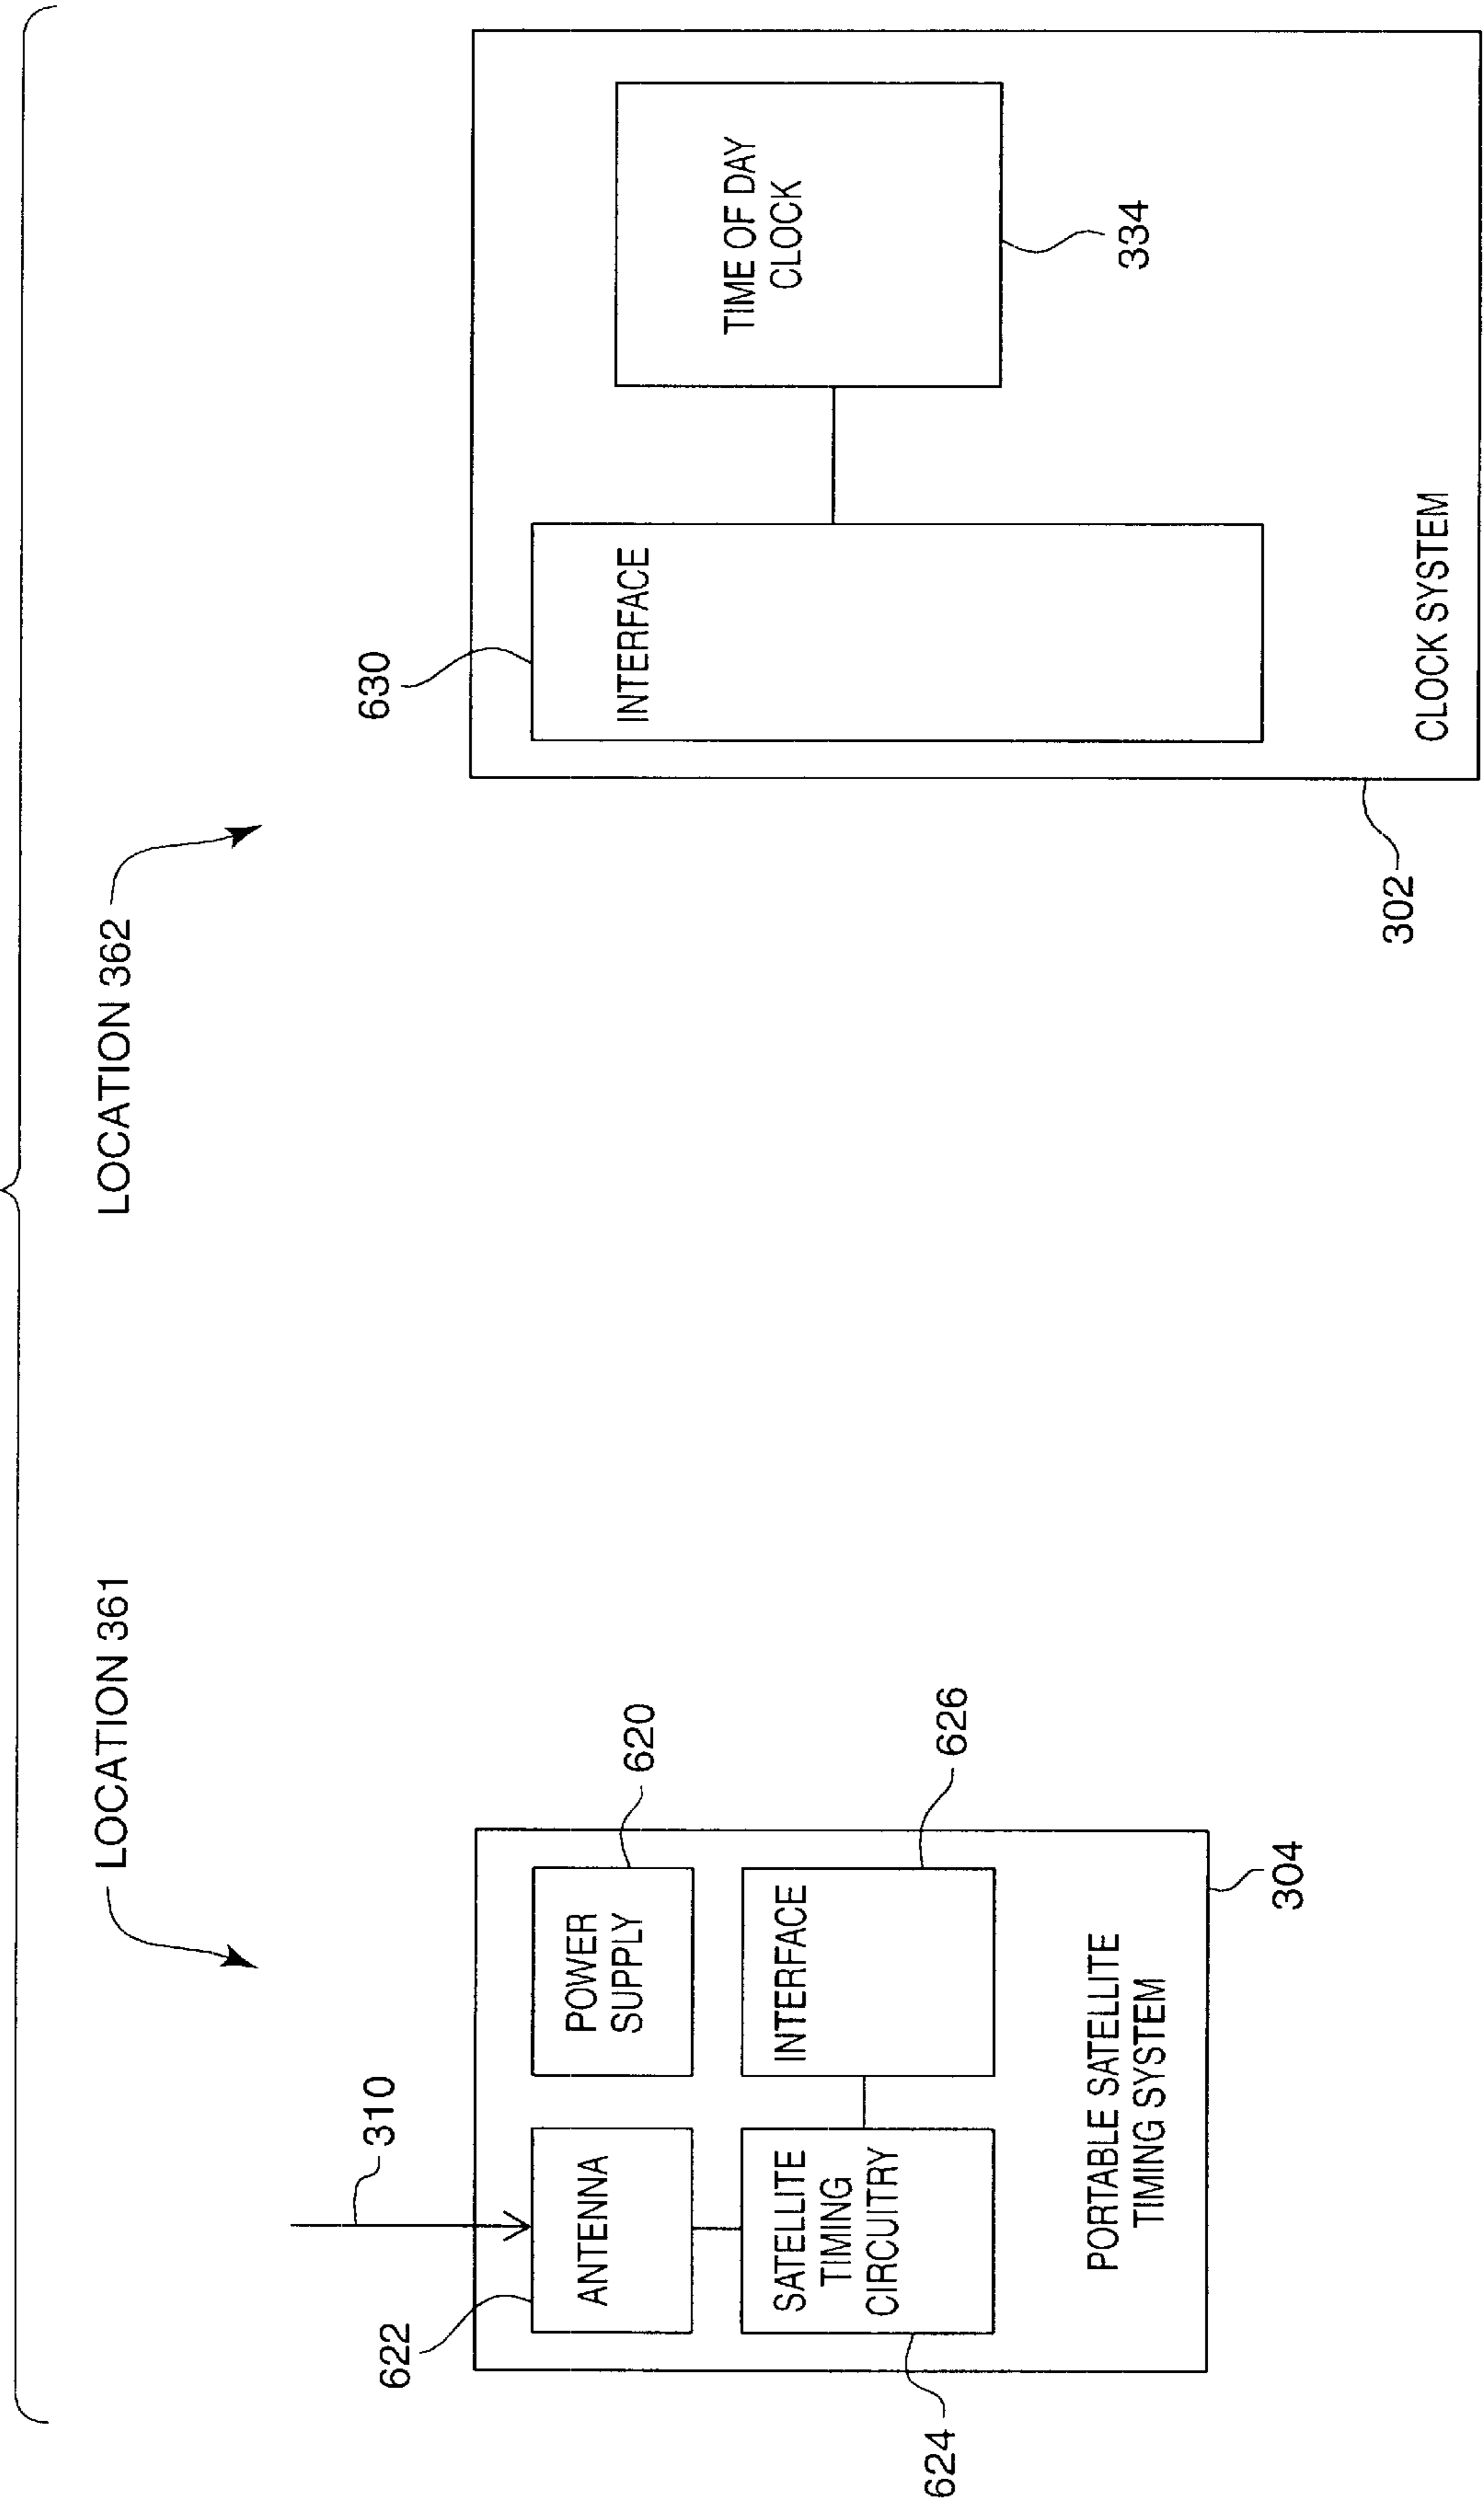 LOCATION 361
LOCATION 362
310
622
ANTENNA
POWER
SUPPLY
620
SATELLITE
TIMING
CIRCUITRY
624
INTERFACE
626
PORTABLE SATELLITE
TIMING SYSTEM
304
630
INTERFACE
TIME OF DAY
CLOCK
334
CLOCK SYSTEM
302